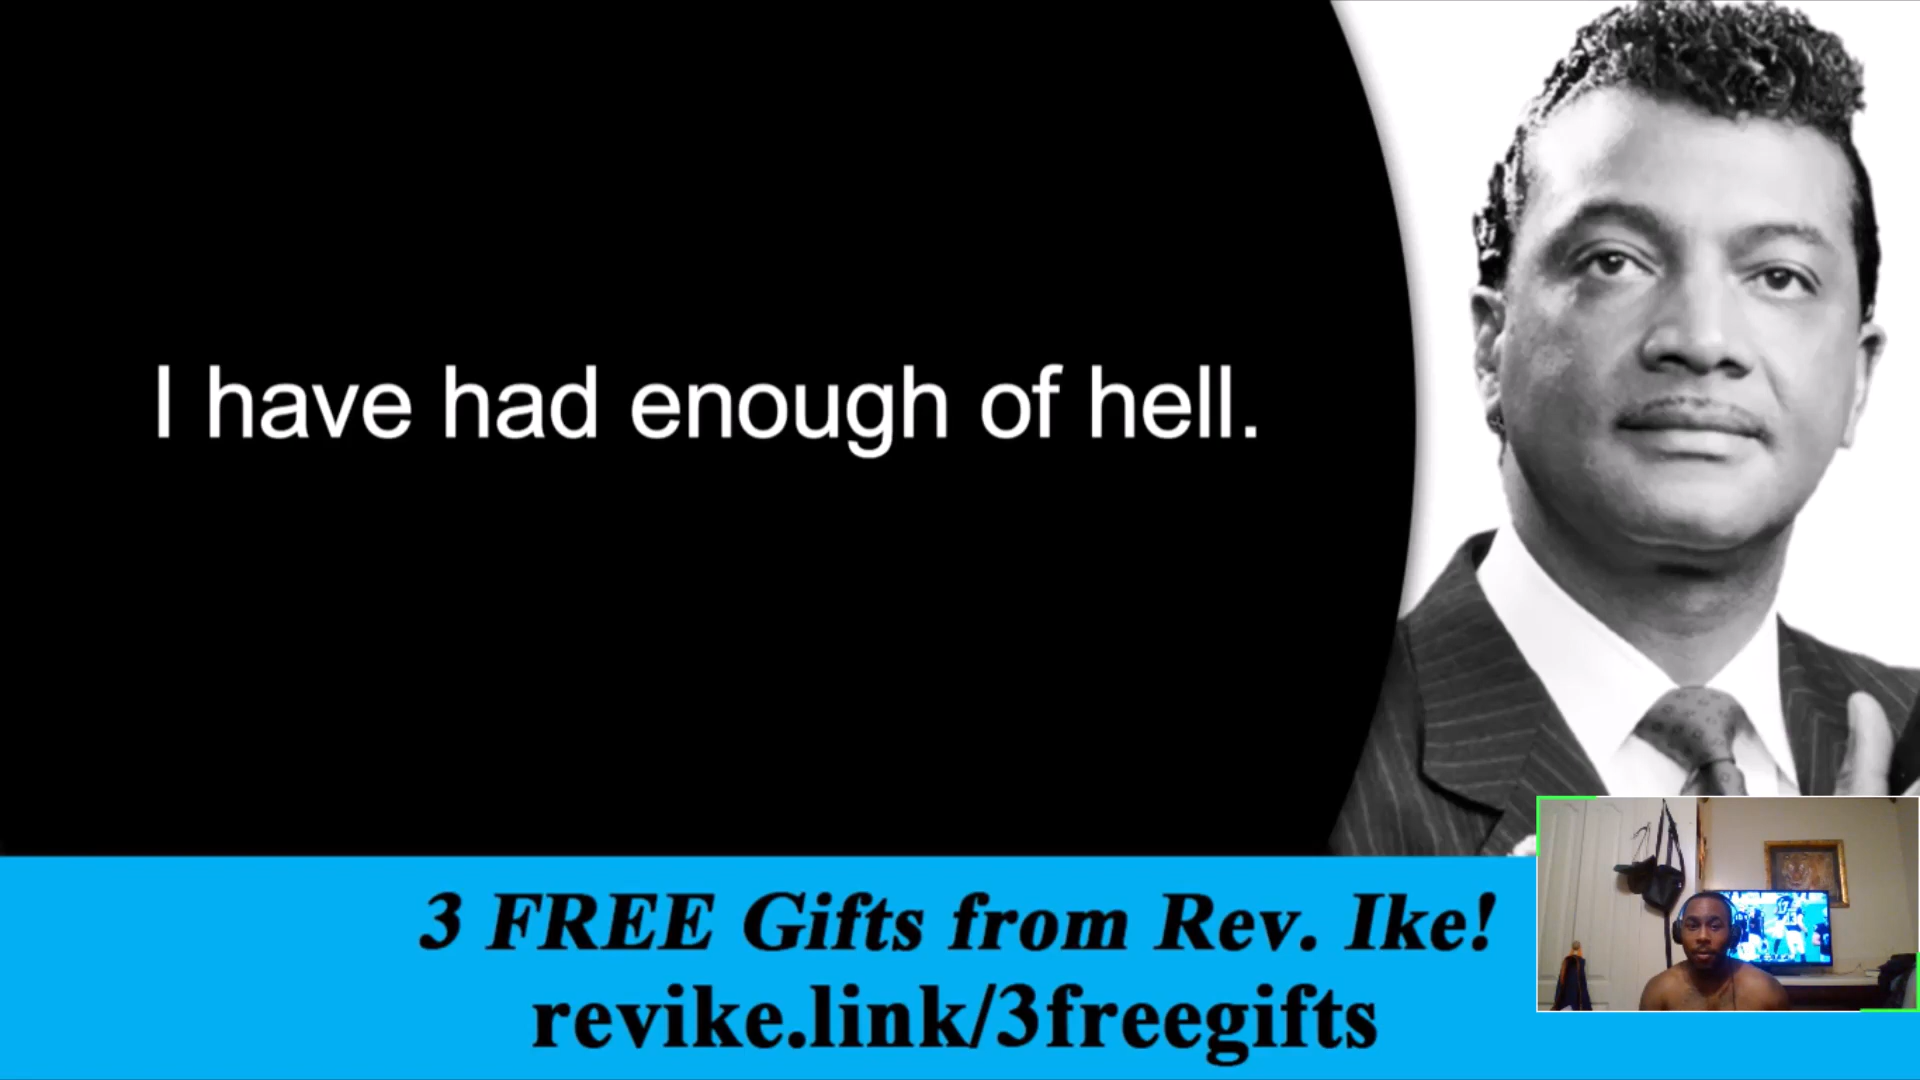 I have had enough of hell.
3 FREE Gifts from Rev. Ike!
revike.link/3freegifts